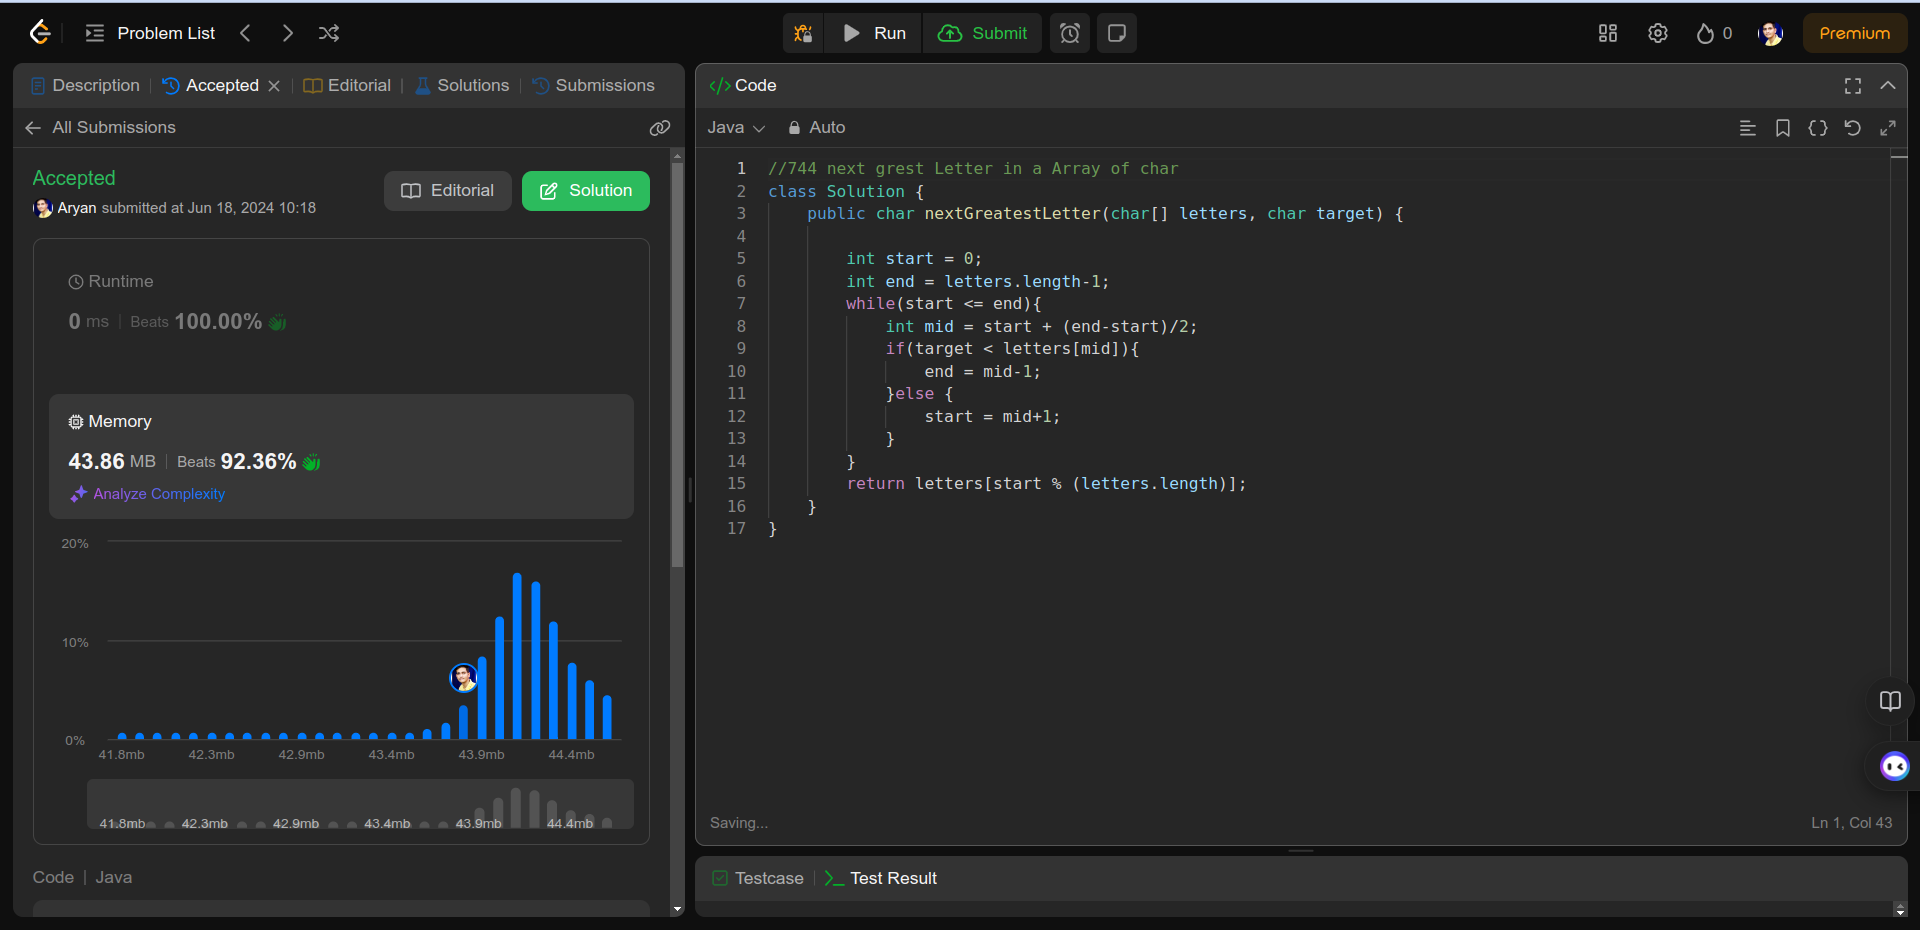 Problem List
Run
Submit
0
Premium
Description
Accepted
Editorial
Solutions
Submissions
All Submissions
Accepted
Aryan submitted at Jun 18, 2024 10:18
Editorial
Solution
Runtime
0 ms | Beats 100.00%
Memory
43.86 MB | Beats 92.36%
Analyze Complexity
20%
10%
0%
41.8mb 42.3mb 42.9mb 43.4mb 43.9mb 44.4mb
41.8mb 42.3mb 42.9mb 43.4mb 43.9mb 44.4mb
Code | Java
</> Code
Java
Auto
1 //744 next grest Letter in a Array of char
2 class Solution {
3 public char nextGreatestLetter(char[] letters, char target) {
4
5 int start = 0;
6 int end = letters.length-1;
7 while(start <= end){
8 int mid = start + (end-start)/2;
9 if(target < letters[mid]){
10 end = mid-1;
11 }else {
12 start = mid+1;
13 }
14 }
15 return letters[start % (letters.length)];
16 }
17 }
Saving...
Ln 1, Col 43
Testcase
Test Result